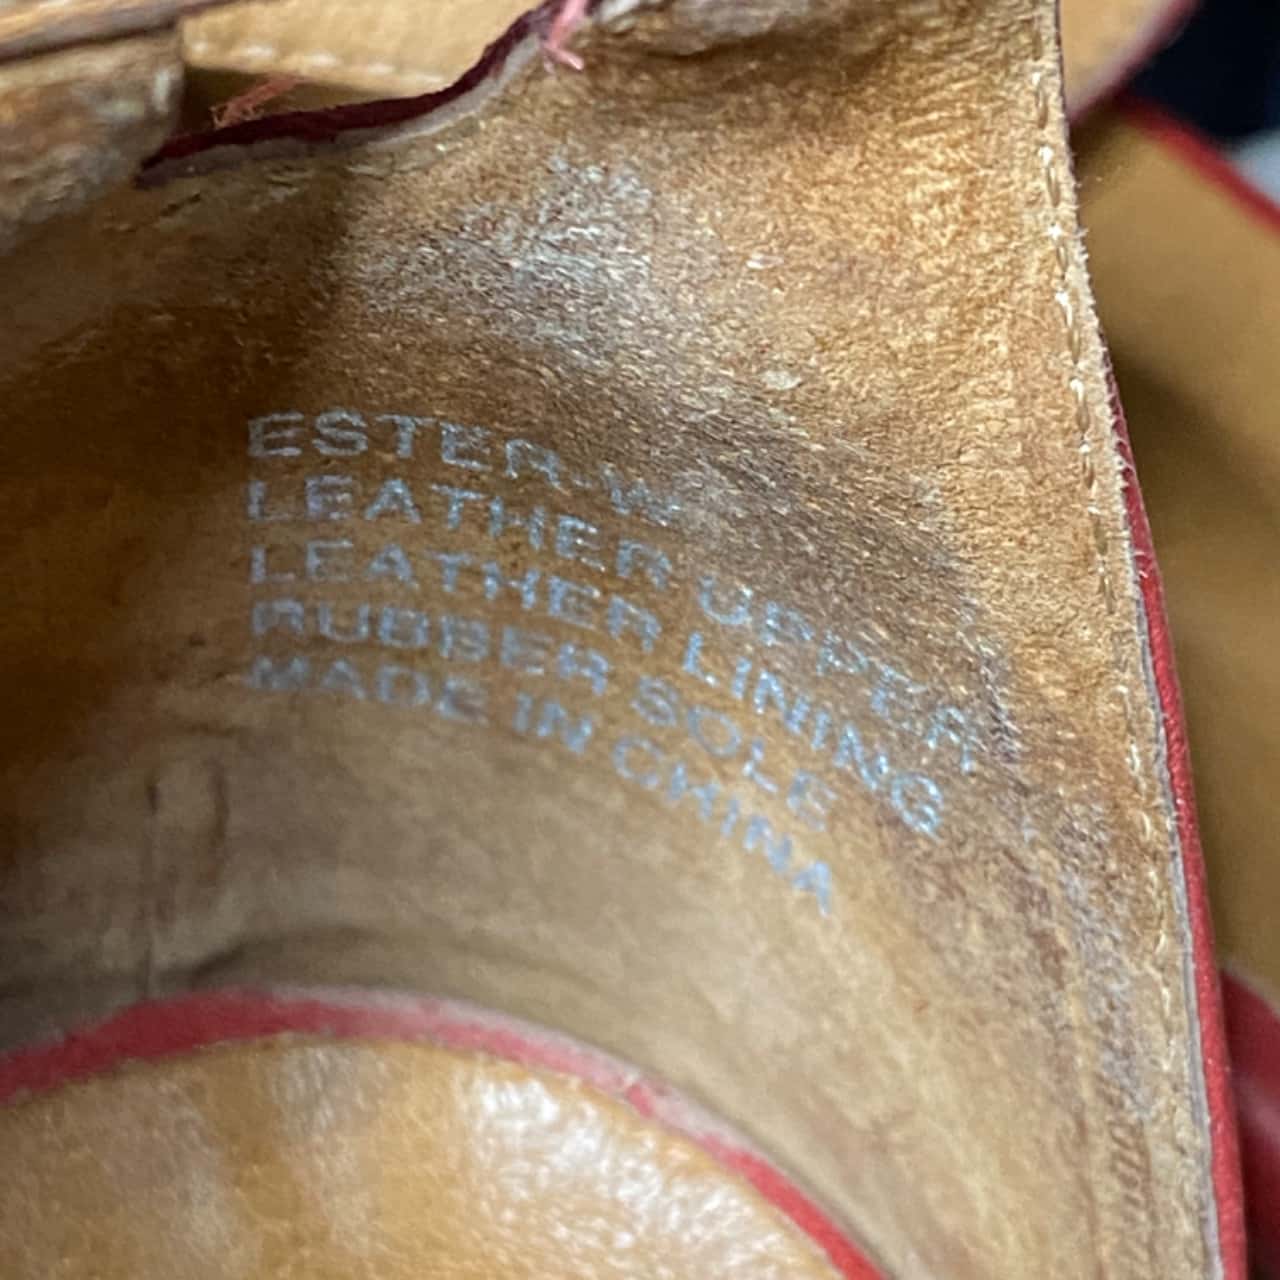 ESTER-W
LEATHER UPPER
LEATHER LINING
RUBBER SOLE
MADE IN CHINA